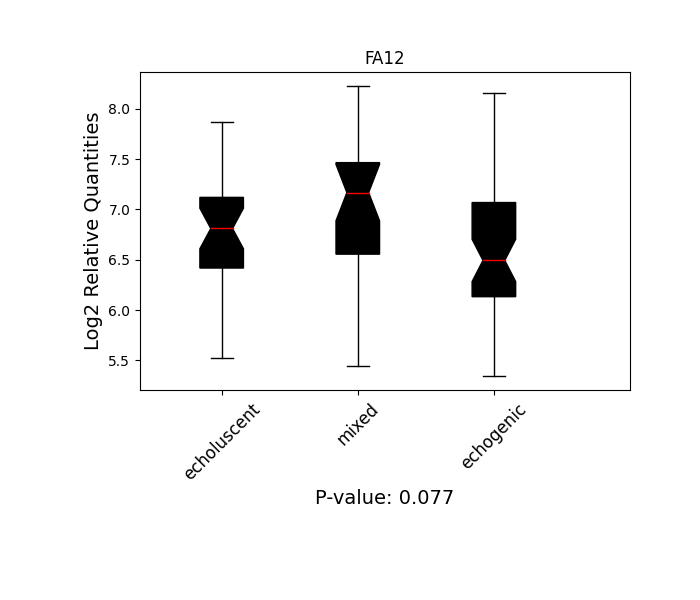 FA12
Log2 Relative Quantities
8.0
7.5
7.0
6.5
6.0
5.5
echoluscent
mixed
echogenic
P-value: 0.077